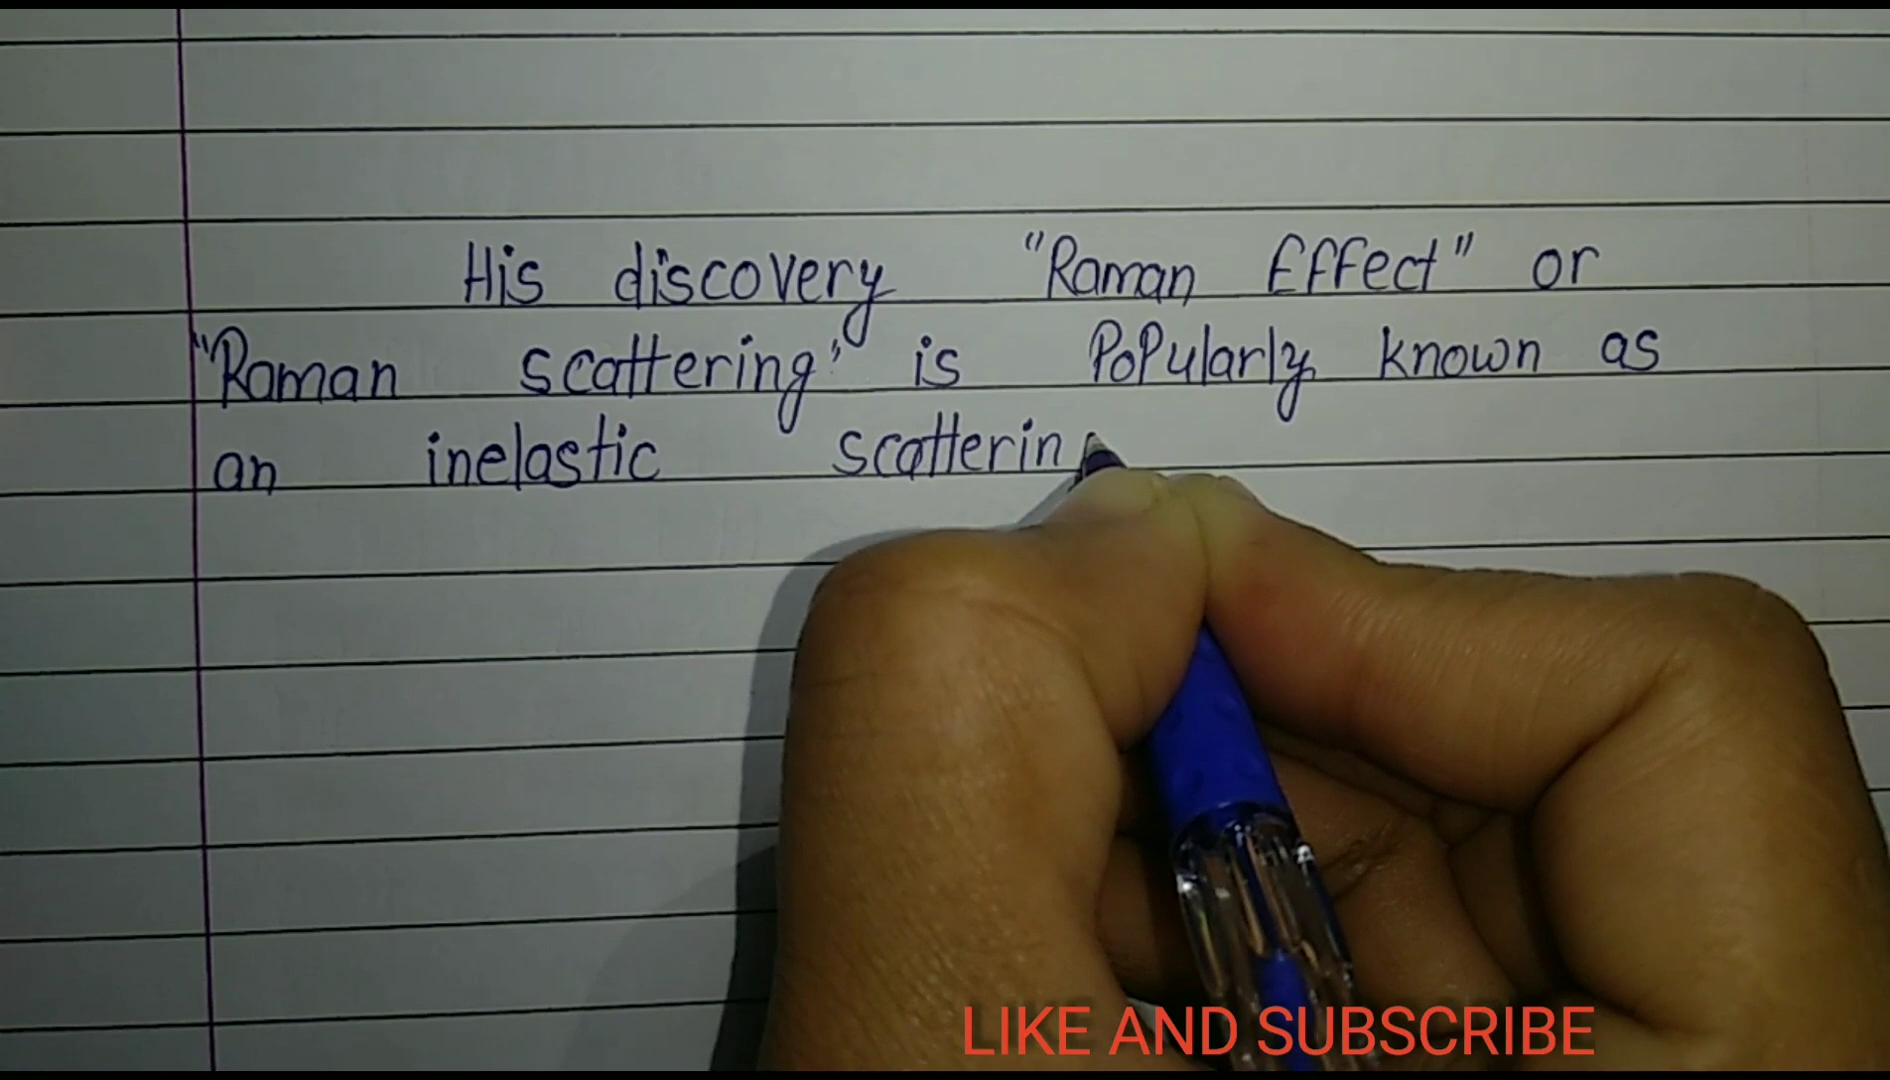 His discovery "Raman Effect" or
"Raman scattering" is Popularly known as
an inelastic scatterin
LIKE AND SUBSCRIBE